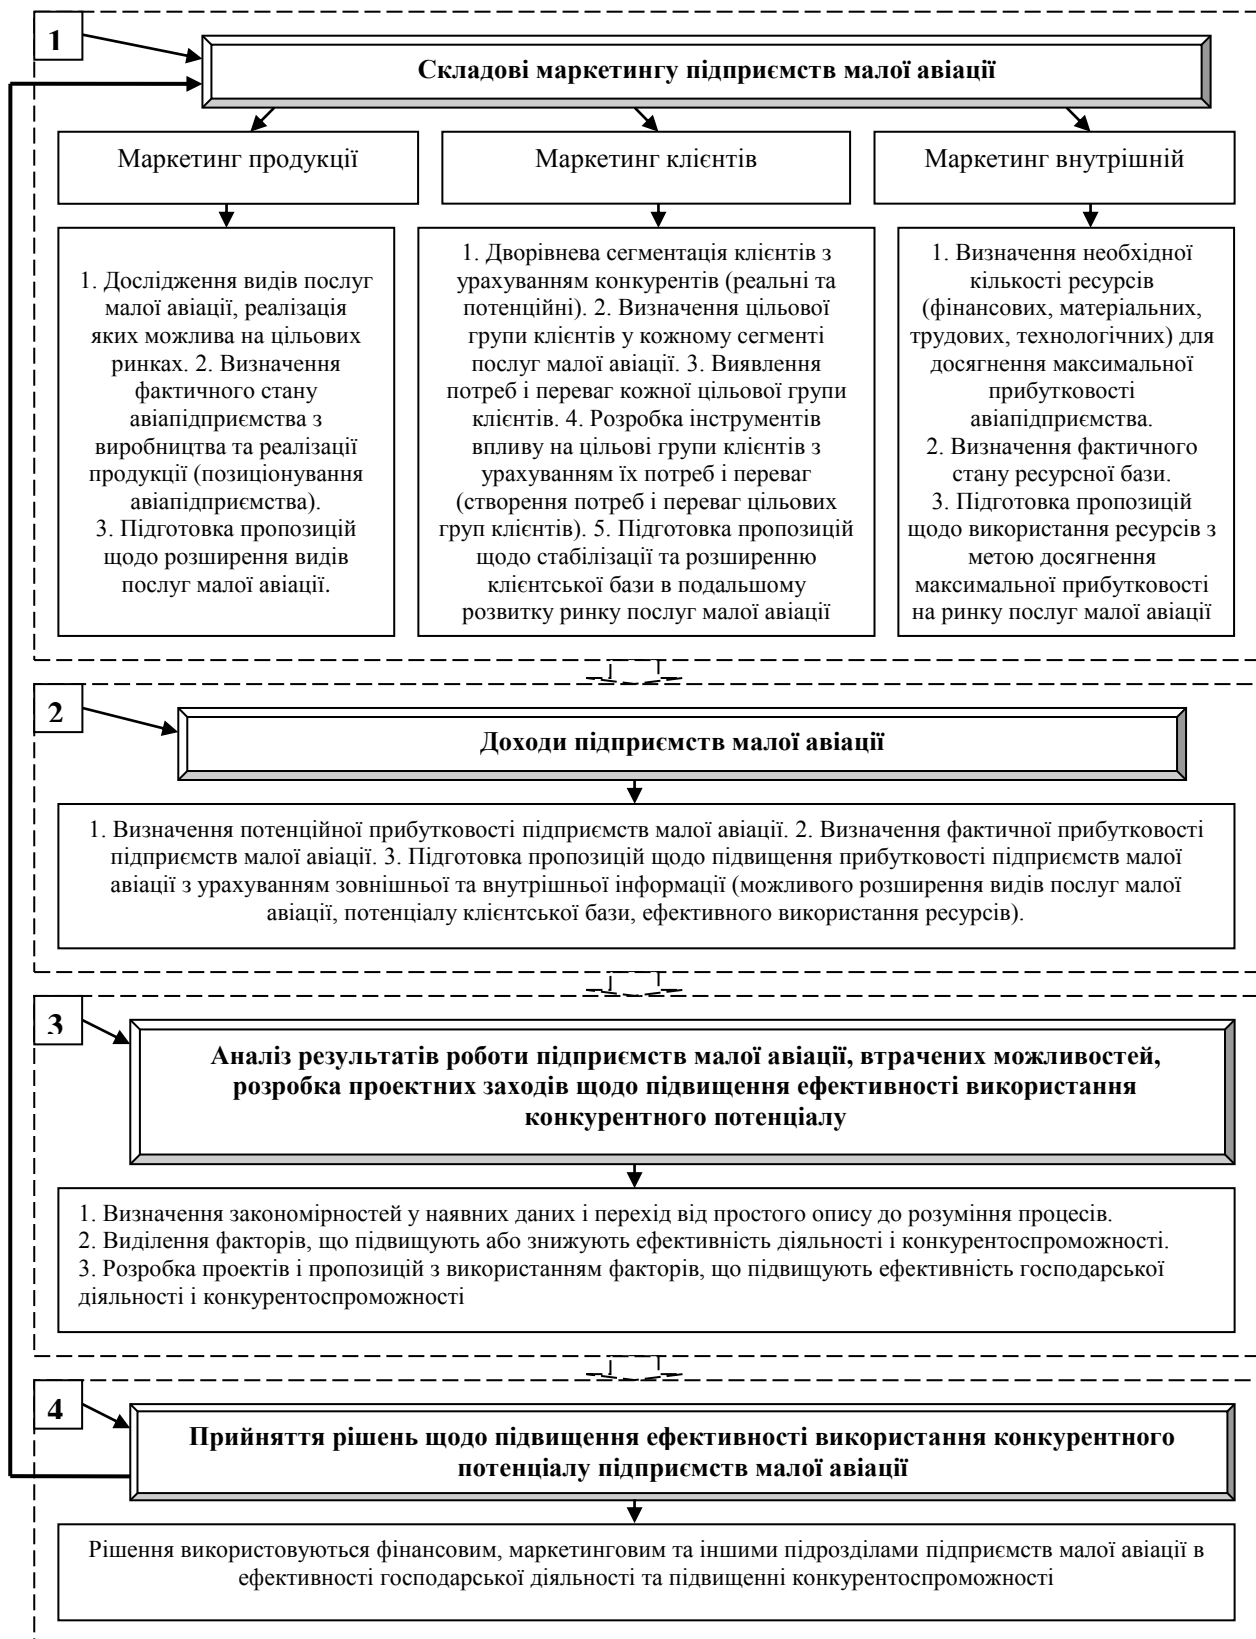 1
Складові маркетингу підприємств малої авіації
Маркетинг продукції
Маркетинг клієнтів
Маркетинг внутрішній
1. Дослідження видів послуг
малої авіації, реалізація
яких можлива на цільових
ринках. 2. Визначення
фактичного стану
авіапідприємства з
виробництва та реалізації
продукції (позиціонування
авіапідприємства).
3. Підготовка пропозицій
щодо розширення видів
послуг малої авіації.
1. Дворівнева сегментація клієнтів з
урахуванням конкурентів (реальні та
потенційні). 2. Визначення цільової
групи клієнтів у кожному сегменті
послуг малої авіації. 3. Виявлення
потреб і переваг кожної цільової групи
клієнтів. 4. Розробка інструментів
впливу на цільові групи клієнтів з
урахуванням їх потреб і переваг
(створення потреб і переваг цільових
груп клієнтів). 5. Підготовка пропозицій
щодо стабілізації та розширенню
клієнтської бази в подальшому
розвитку ринку послуг малої авіації
1. Визначення необхідної
кількості ресурсів
(фінансових, матеріальних,
трудових, технологічних) для
досягнення максимальної
прибутковості
авіапідприємства.
2. Визначення фактичного
стану ресурсної бази.
3. Підготовка пропозицій
щодо використання ресурсів з
метою досягнення
максимальної прибутковості
на ринку послуг малої авіації
2
Доходи підприємств малої авіації
1. Визначення потенційної прибутковості підприємств малої авіації. 2. Визначення фактичної прибутковості
підприємств малої авіації. 3. Підготовка пропозицій щодо підвищення прибутковості підприємств малої
авіації з урахуванням зовнішньої та внутрішньої інформації (можливого розширення видів послуг малої
авіації, потенціалу клієнтської бази, ефективного використання ресурсів).
3
Аналіз результатів роботи підприємств малої авіації, втрачених можливостей,
розробка проектних заходів щодо підвищення ефективності використання
конкурентного потенціалу
1. Визначення закономірностей у наявних даних і перехід від простого опису до розуміння процесів.
2. Виділення факторів, що підвищують або знижують ефективність діяльності і конкурентоспроможності.
3. Розробка проектів і пропозицій з використанням факторів, що підвищують ефективність господарської
діяльності і конкурентоспроможності
4
Прийняття рішень щодо підвищення ефективності використання конкурентного
потенціалу підприємств малої авіації
Рішення використовуються фінансовим, маркетинговим та іншими підрозділами підприємств малої авіації в
ефективності господарської діяльності та підвищенні конкурентоспроможності